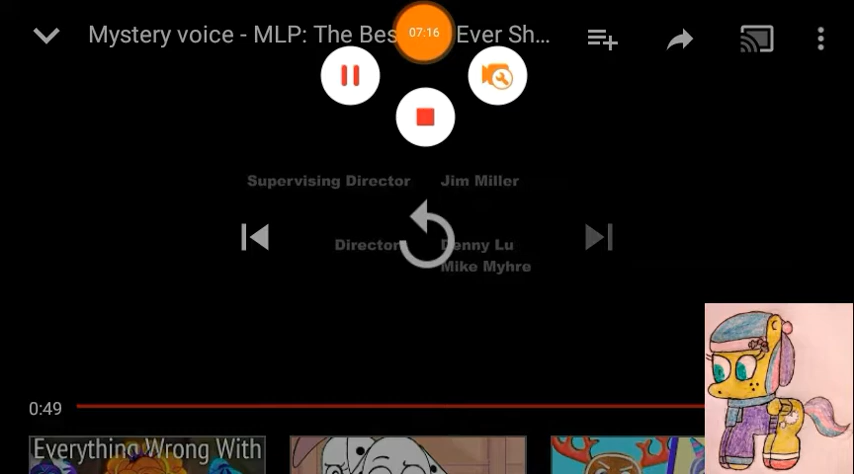 Mystery voice - MLP: The Bes Ever Sh...
07:16
Supervising Director Jim Miller
Director Denny Lu
Mike Myhre
0:49
Everything Wrong With